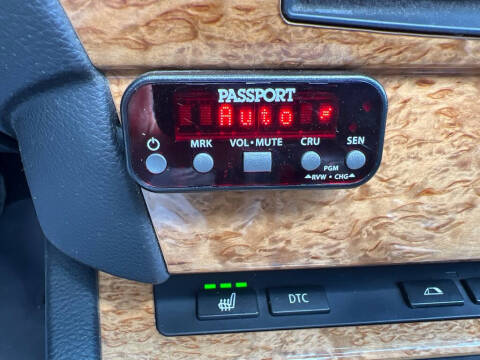 PASSPORT
Auto
MRK VOL•MUTE CRU SEN
PGM
RVW • CHG
DTC